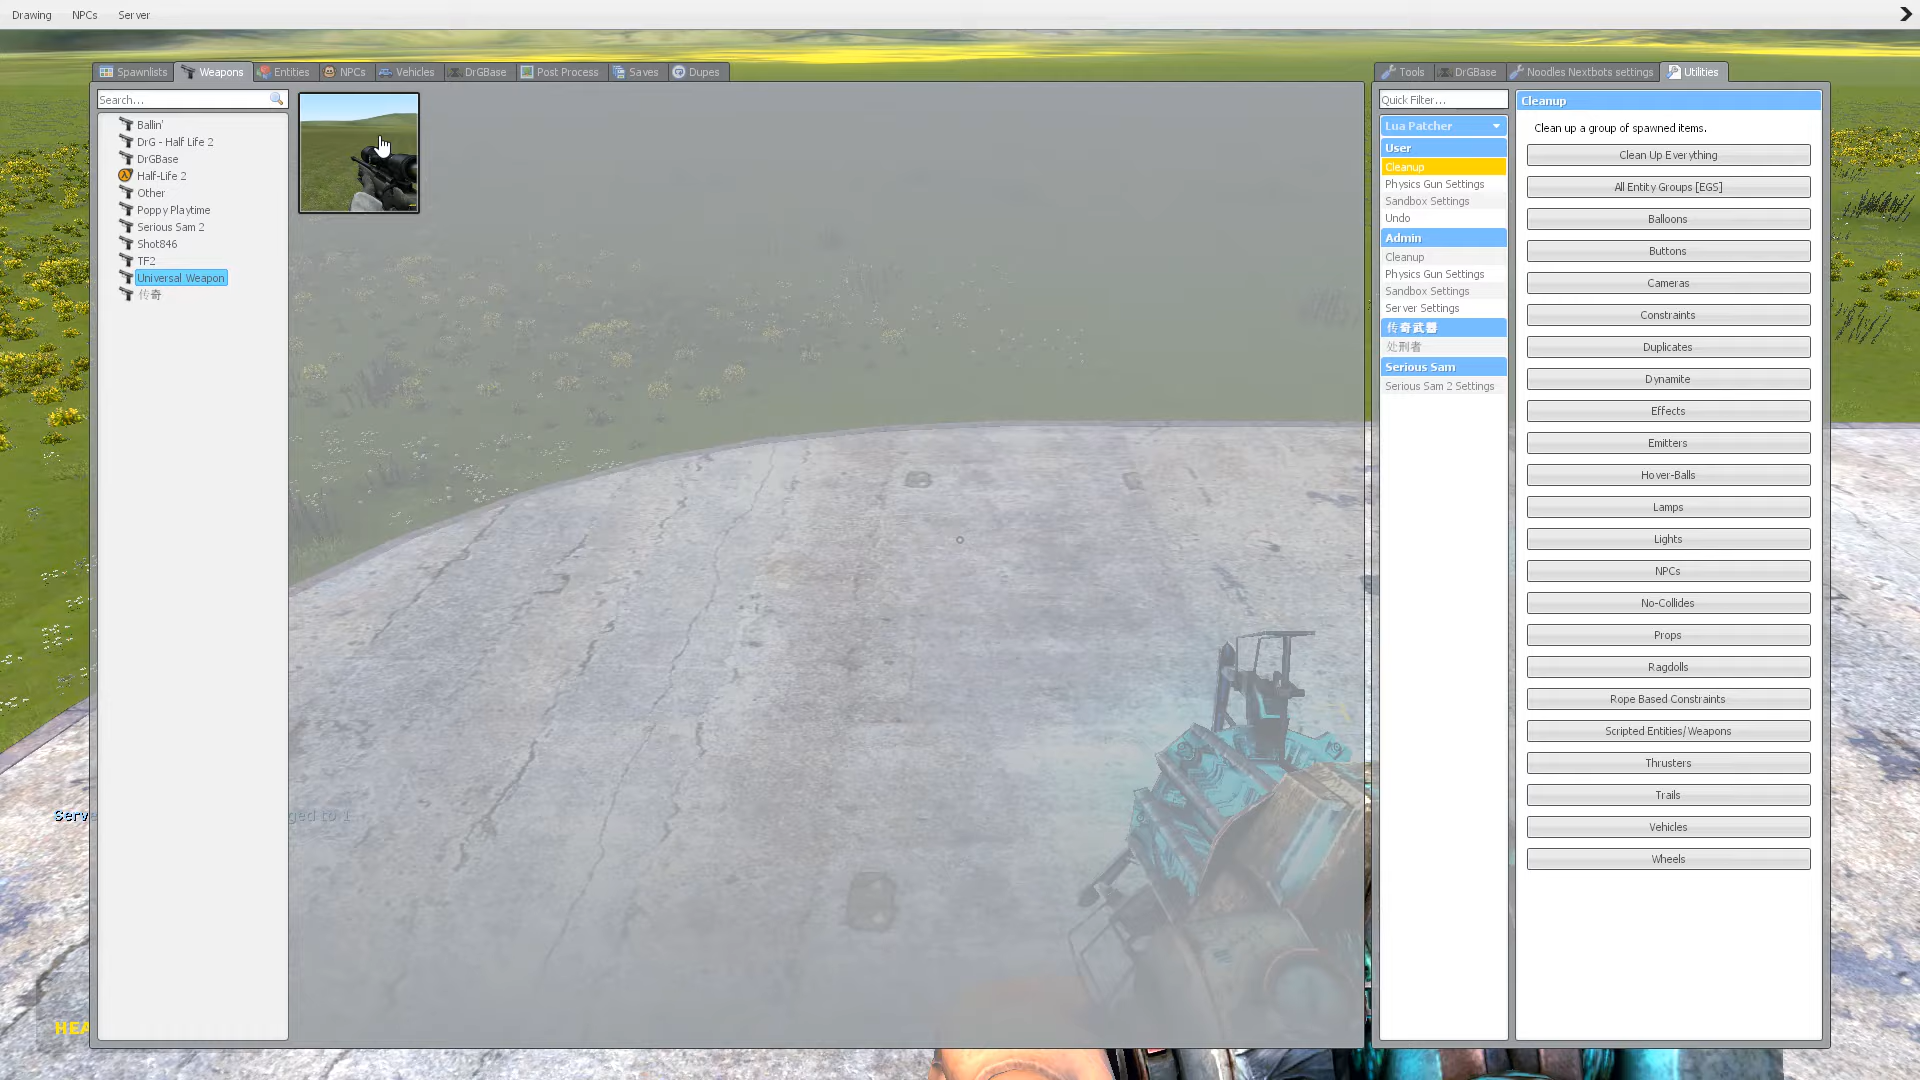 Drawing NPCs Server
Spawnlists Weapons Entities NPCs Vehicles DrGBase Post Process Saves Dupes
Search...
Ballin'
DrG - Half Life 2
DrGBase
Half-Life 2
Other
Poppy Playtime
Serious Sam 2
Shot846
TF2
Universal Weapon
传奇
Serv
ged to 1
HEA
Tools DrGBase Noodles Nextbots settings Utilities
Quick Filter...
Lua Patcher
User
Cleanup
Physics Gun Settings
Sandbox Settings
Undo
Admin
Cleanup
Physics Gun Settings
Sandbox Settings
Server Settings
传奇武器
处刑者
Serious Sam
Serious Sam 2 Settings
Cleanup
Clean up a group of spawned items.
Clean Up Everything
All Entity Groups [EGS]
Balloons
Buttons
Cameras
Constraints
Duplicates
Dynamite
Effects
Emitters
Hover-Balls
Lamps
Lights
NPCs
No-Collides
Props
Ragdolls
Rope Based Constraints
Scripted Entities/Weapons
Thrusters
Trails
Vehicles
Wheels